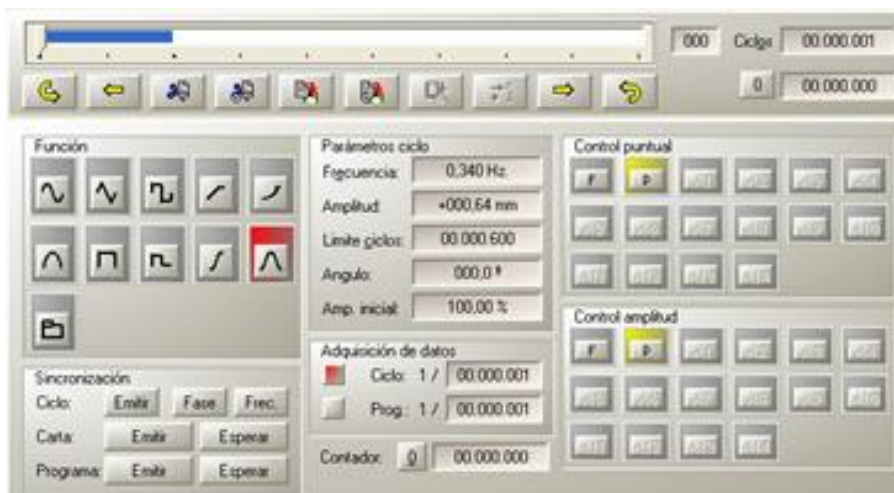 000 Ciclos 00.000.001
0 00.000.000
Función
Parámetros ciclo
Frecuencia: 0,340 Hz
Amplitud: +000,64 mm
Limite ciclos: 00.000.600
Angulo: 000,0 º
Amp. inicial: 100,00 %
Control puntual
F D
Adquisición de datos
Ciclo: 1 / 00.000.001
Prog.: 1 / 00.000.001
Contador: 0 00.000.000
Control amplitud
F D
Sincronización
Ciclo: Emitir Fase Frec.
Carta: Emitir Esperar
Programa: Emitir Esperar